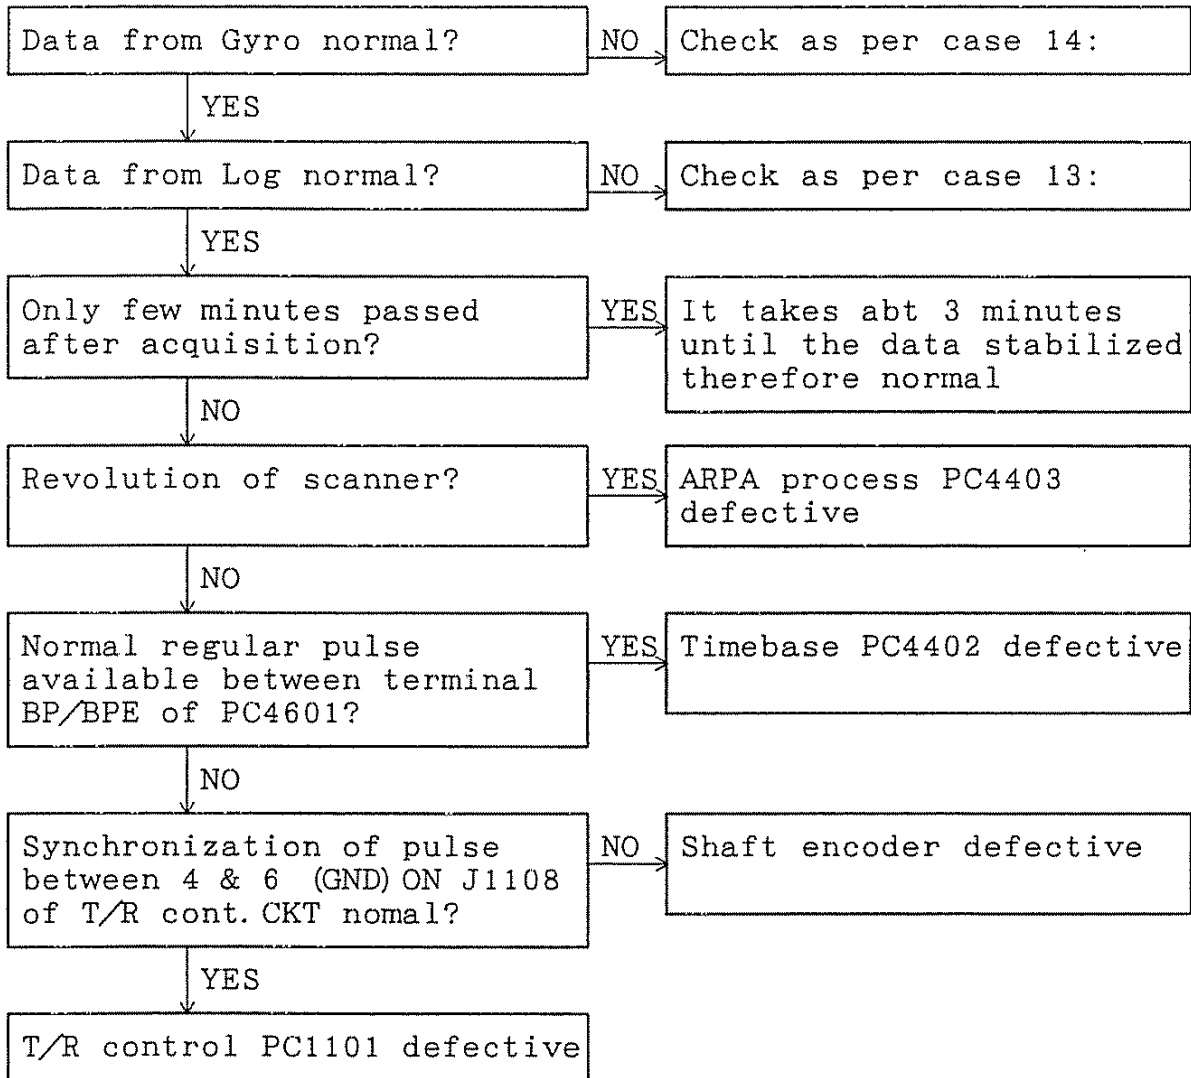 Data from Gyro normal?
NO
Check as per case 14:
YES
Data from Log normal?
NO
Check as per case 13:
YES
Only few minutes passed
after acquisition?
YES
It takes abt 3 minutes
until the data stabilized
therefore normal
NO
Revolution of scanner?
YES
ARPA process PC4403
defective
NO
Normal regular pulse
available between terminal
BP/BPE of PC4601?
YES
Timebase PC4402 defective
NO
Synchronization of pulse
between 4 & 6 (GND) ON J1108
of T/R cont. CKT nomal?
NO
Shaft encoder defective
YES
T/R control PC1101 defective